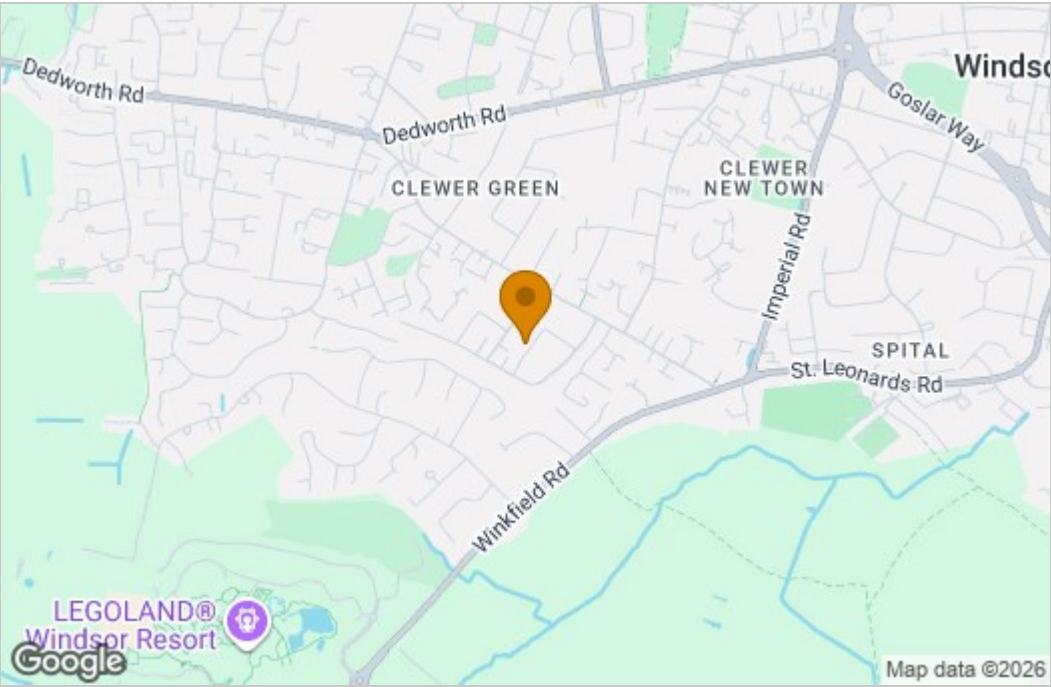 Dedworth Rd
Dedworth Rd
Windso
Goslar Way
CLEWER GREEN
CLEWER
NEW TOWN
Imperial Rd
SPITAL
St. Leonards Rd
Winkfield Rd
LEGOLAND®
Windsor Resort
Google
Map data ©2026